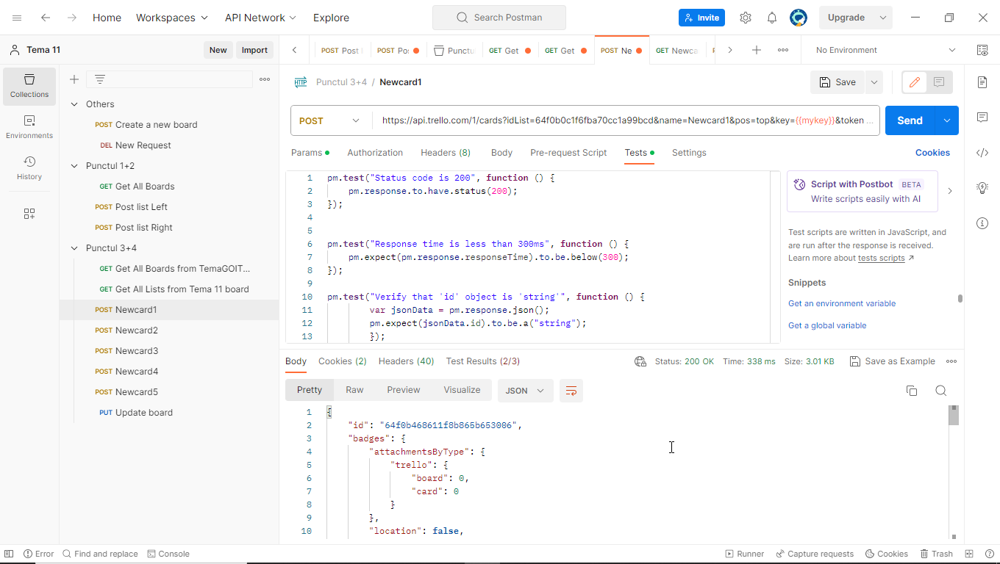 Home Workspaces API Network Explore Search Postman Invite Upgrade
Tema 11 New Import
POST Post POST Po: Punctu GET Get GET Get POST Ne GET Newca No Environment
Collections
Environments
History
Others
POST Create a new board
DEL New Request
Punctul 1+2
GET Get All Boards
POST Post list Left
POST Post list Right
Punctul 3+4
GET Get All Boards from TemaGOIT...
GET Get All Lists from Tema 11 board
POST Newcard1
POST Newcard2
POST Newcard3
POST Newcard4
POST Newcard5
PUT Update board
HTTP Punctul 3+4 / Newcard1 Save
POST https://api.trello.com/1/cards?idList=64f0b0c1f6fba70cc1a99bcd&name=Newcard1&pos=top&key={{mykey}}&token ... Send
Params Authorization Headers (8) Body Pre-request Script Tests Settings Cookies
1 pm.test("Status code is 200", function () {
2 pm.response.to.have.status(200);
3 });
4
5
6 pm.test("Response time is less than 300ms", function () {
7 pm.expect(pm.response.responseTime).to.be.below(300);
8 });
9
10 pm.test("Verify that 'id' object is 'string'", function () {
11 var jsonData = pm.response.json();
12 pm.expect(jsonData.id).to.be.a("string");
13 });
Script with Postbot BETA
Write scripts easily with AI
Test scripts are written in JavaScript, and
are run after the response is received.
Learn more about tests scripts ↗
Snippets
Get an environment variable
Get a global variable
Body Cookies (2) Headers (40) Test Results (2/3) Status: 200 OK Time: 338 ms Size: 3.01 KB Save as Example
Pretty Raw Preview Visualize JSON
1 {
2 "id": "64f0b468611f8b865b653006",
3 "badges": {
4 "attachmentsByType": {
5 "trello": {
6 "board": 0,
7 "card": 0
8 }
9 },
10 "location": false,
Error Find and replace Console Runner Capture requests Cookies Trash